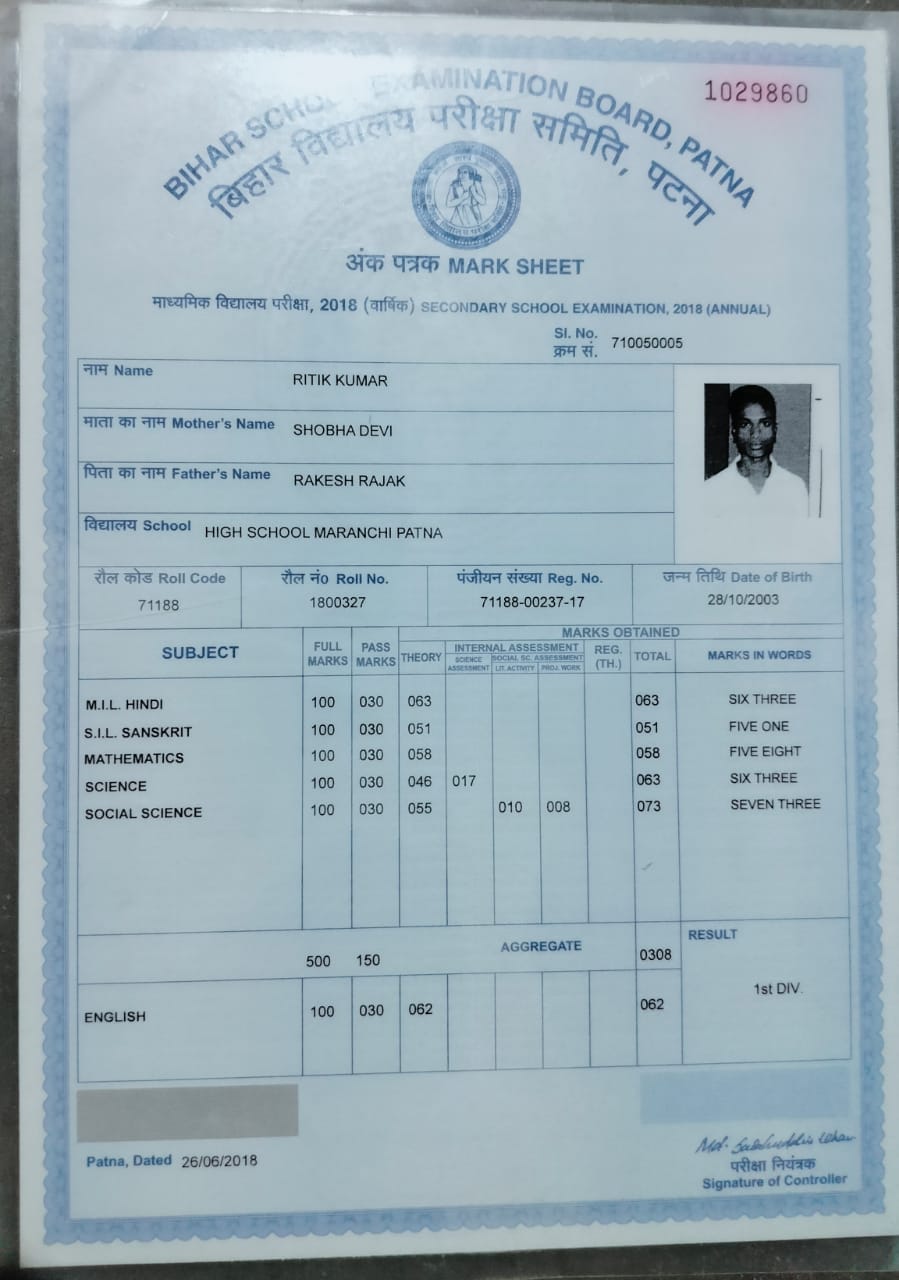 1029860
BIHAR SCHOOL EXAMINATION BOARD, PATNA
बिहार विद्यालय परीक्षा समिति, पटना
अंक पत्रक MARK SHEET
माध्यमिक विद्यालय परीक्षा, 2018 (वार्षिक) SECONDARY SCHOOL EXAMINATION, 2018 (ANNUAL)
Sl. No.
क्रम सं. 710050005
नाम Name RITIK KUMAR
माता का नाम Mother's Name SHOBHA DEVI
पिता का नाम Father's Name RAKESH RAJAK
विद्यालय School HIGH SCHOOL MARANCHI PATNA
रौल कोड Roll Code रौल नं० Roll No. पंजीयन संख्या Reg. No. जन्म तिथि Date of Birth
71188 1800327 71188-00237-17 28/10/2003
MARKS OBTAINED
SUBJECT FULL MARKS PASS MARKS THEORY INTERNAL ASSESSMENT REG. (TH.) TOTAL MARKS IN WORDS
SCIENCE ASSESSMENT SOCIAL SC. ASSESSMENT
LIT. ACTIVITY PROJ. WORK
M.I.L. HINDI 100 030 063 063 SIX THREE
S.I.L. SANSKRIT 100 030 051 051 FIVE ONE
MATHEMATICS 100 030 058 058 FIVE EIGHT
SCIENCE 100 030 046 017 063 SIX THREE
SOCIAL SCIENCE 100 030 055 010 008 073 SEVEN THREE
500 150 AGGREGATE 0308 RESULT
1st DIV.
ENGLISH 100 030 062 062
Patna, Dated 26/06/2018
परीक्षा नियंत्रक
Signature of Controller